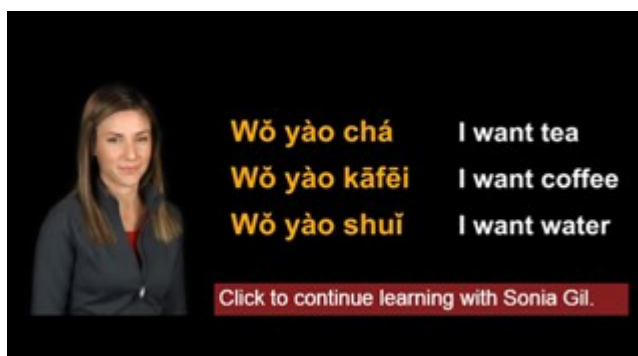 Wǒ yào chá I want tea
Wǒ yào kāfēi I want coffee
Wǒ yào shuǐ I want water
Click to continue learning with Sonia Gil.